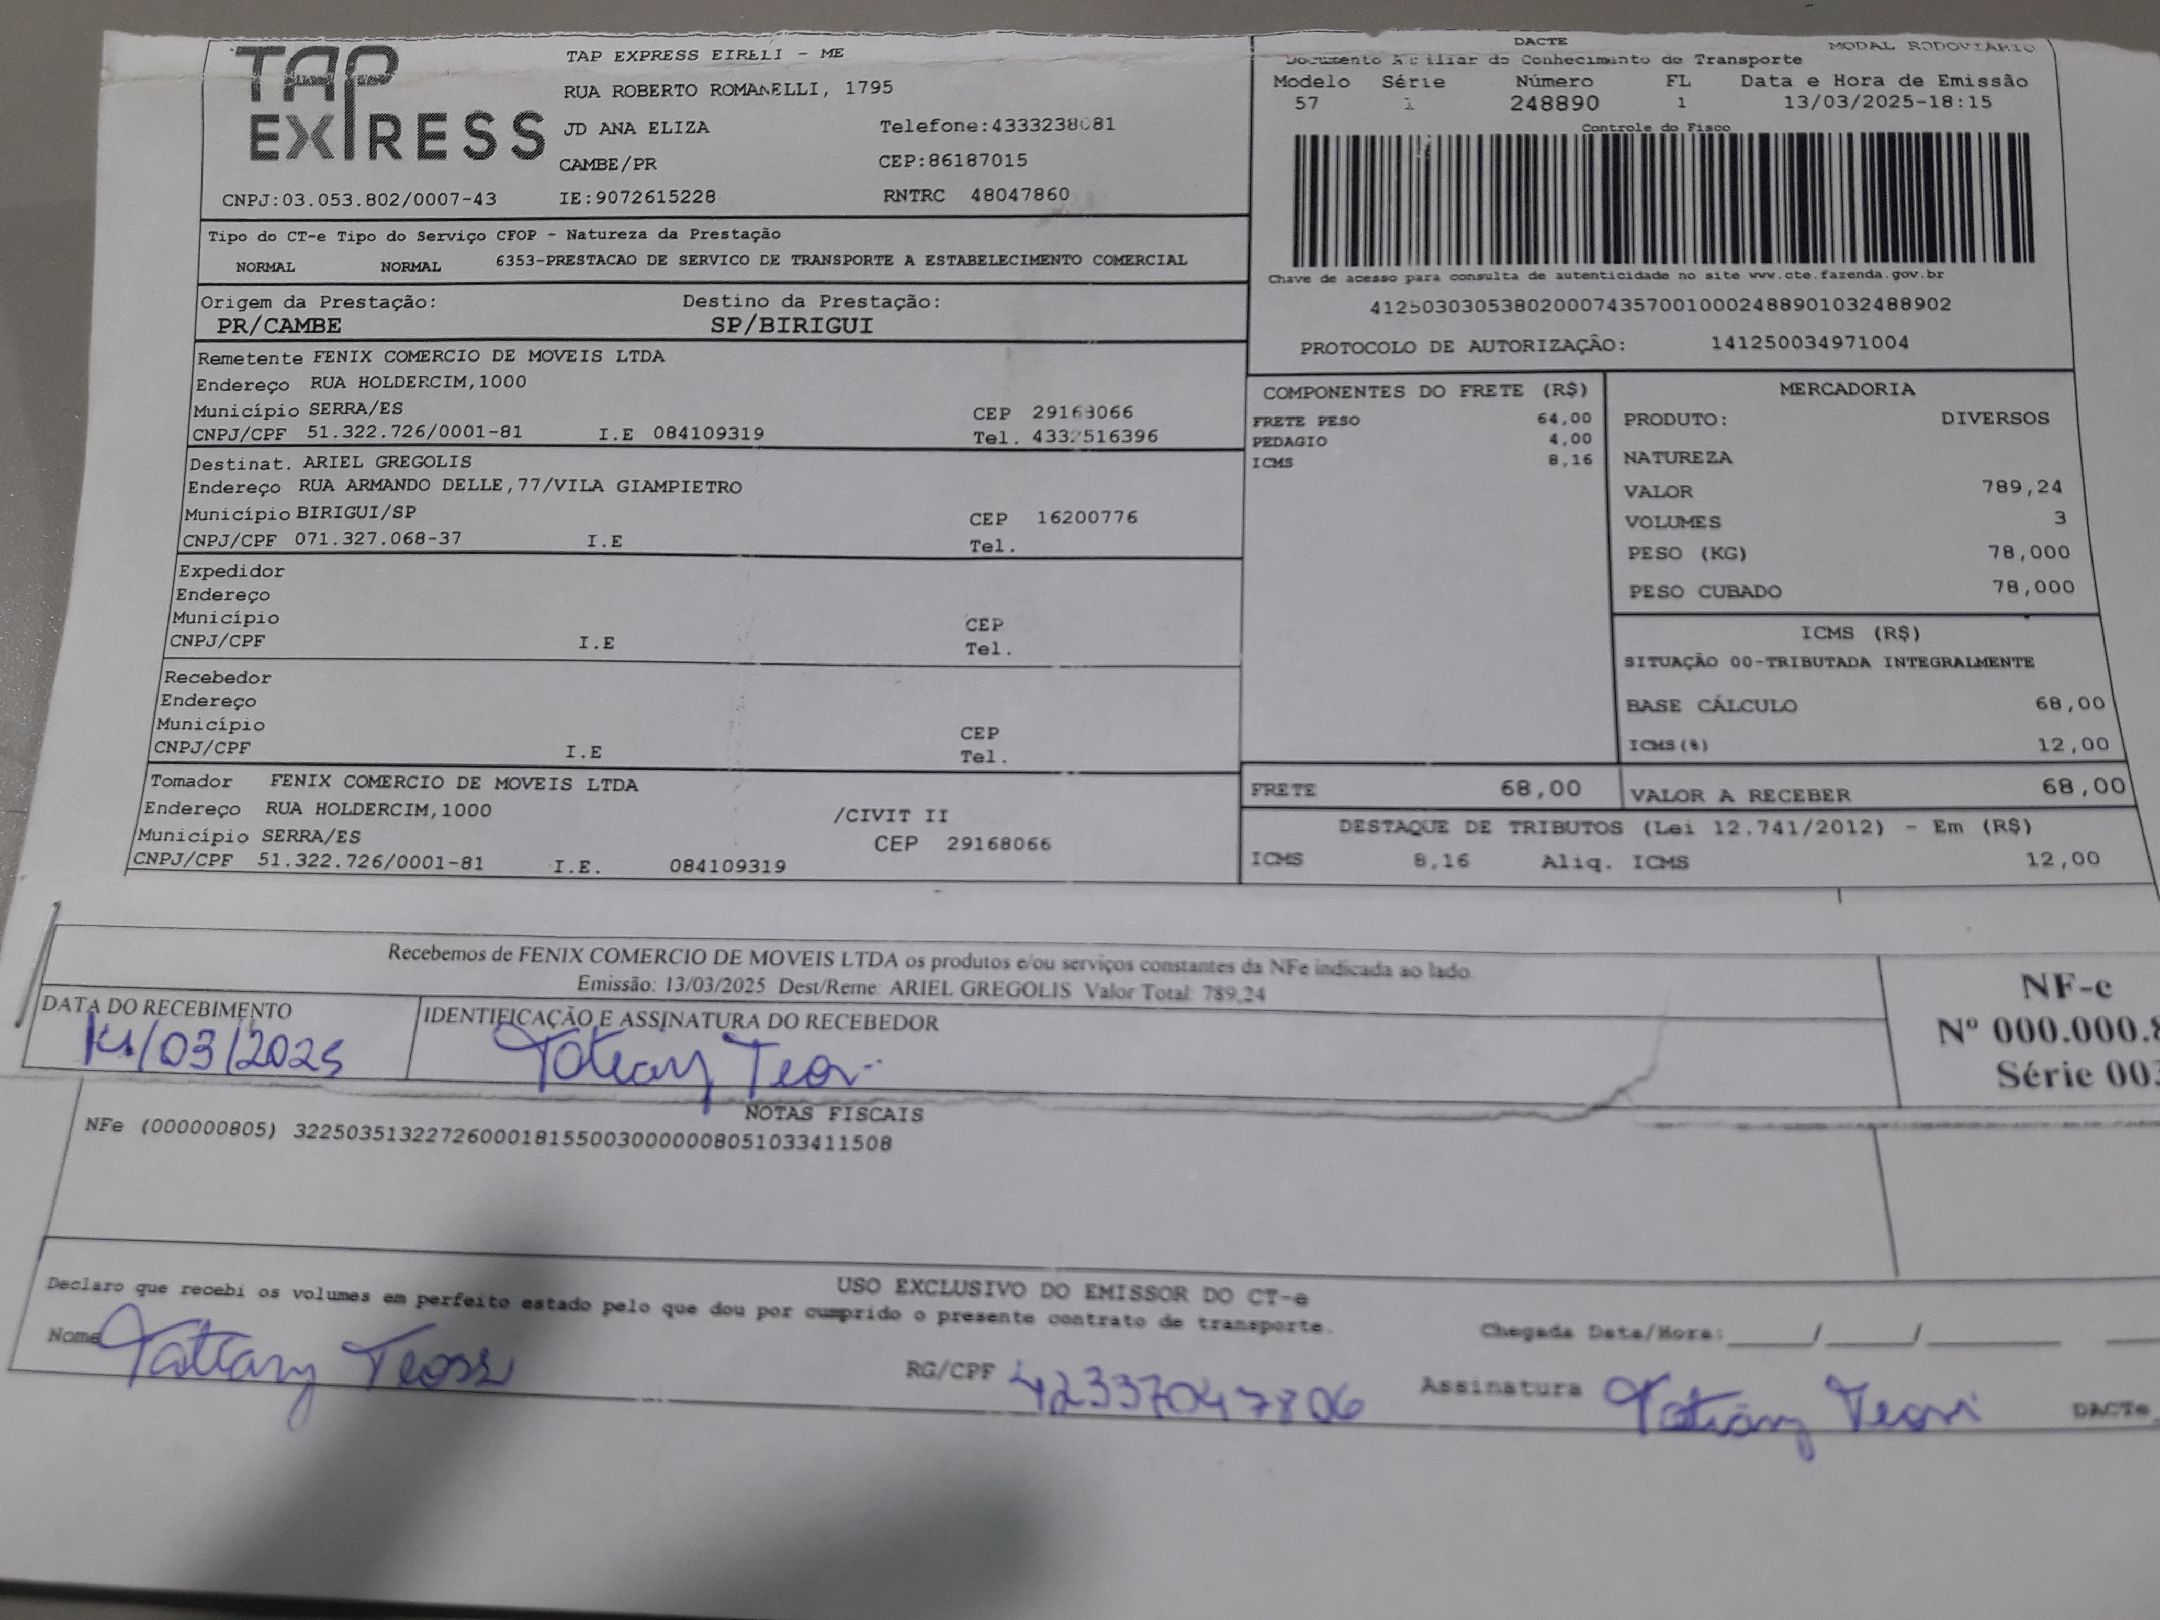 TAP EXPRESS
TAP EXPRESS EIRELI - ME
RUA ROBERTO ROMANELLI, 1795
JD ANA ELIZA Telefone:4333238081
CAMBE/PR CEP:86187015
CNPJ:03.053.802/0007-43 IE:9072615228 RNTRC 48047860
DACTE MODAL RODOVIÁRIO
Documento Auxiliar do Conhecimento de Transporte
Modelo Série Número FL Data e Hora de Emissão
57 1 248890 1 13/03/2025-18:15
Controle do Fisco
Chave de acesso para consulta de autenticidade no site www.cte.fazenda.gov.br
41250303053802000743570010002488901032488902
PROTOCOLO DE AUTORIZAÇÃO: 141250034971004
Tipo do CT-e Tipo do Serviço CFOP - Natureza da Prestação
NORMAL NORMAL 6353-PRESTACAO DE SERVICO DE TRANSPORTE A ESTABELECIMENTO COMERCIAL
Origem da Prestação: Destino da Prestação:
PR/CAMBE SP/BIRIGUI
Remetente FENIX COMERCIO DE MOVEIS LTDA
Endereço RUA HOLDERCIM,1000
Município SERRA/ES CEP 29168066
CNPJ/CPF 51.322.726/0001-81 I.E 084109319 Tel. 4332516396
Destinat. ARIEL GREGOLIS
Endereço RUA ARMANDO DELLE,77/VILA GIAMPIETRO
Município BIRIGUI/SP CEP 16200776
CNPJ/CPF 071.327.068-37 I.E Tel.
Expedidor
Endereço
Município CEP
CNPJ/CPF I.E Tel.
Recebedor
Endereço
Município CEP
CNPJ/CPF I.E Tel.
Tomador FENIX COMERCIO DE MOVEIS LTDA
Endereço RUA HOLDERCIM,1000 /CIVIT II
Município SERRA/ES CEP 29168066
CNPJ/CPF 51.322.726/0001-81 I.E. 084109319
COMPONENTES DO FRETE (R$)
FRETE PESO 64,00
PEDAGIO 4,00
ICMS 8,16
MERCADORIA
PRODUTO: DIVERSOS
NATUREZA
VALOR 789,24
VOLUMES 3
PESO (KG) 78,000
PESO CUBADO 78,000
ICMS (R$)
SITUAÇÃO 00-TRIBUTADA INTEGRALMENTE
BASE CÁLCULO 68,00
ICMS(%) 12,00
FRETE 68,00 VALOR A RECEBER 68,00
DESTAQUE DE TRIBUTOS (Lei 12.741/2012) - Em (R$)
ICMS 8,16 Aliq. ICMS 12,00
Recebemos de FENIX COMERCIO DE MOVEIS LTDA os produtos e/ou serviços constantes da NFe indicada ao lado
Emissão: 13/03/2025 Dest/Reme: ARIEL GREGOLIS Valor Total: 789,24
DATA DO RECEBIMENTO IDENTIFICAÇÃO E ASSINATURA DO RECEBEDOR
/03/2025 Tatiany
NF-e
Nº 000.000.8
Série 003
NOTAS FISCAIS
NFe (000000805) 32250351322726000181550030000008051033411508
USO EXCLUSIVO DO EMISSOR DO CT-e
Declaro que recebi os volumes em perfeito estado pelo que dou por cumprido o presente contrato de transporte.
Nome Tatiany RG/CPF 42337047806 Chegada Data/Hora:_____/_____/_______
Assinatura Tatiany DACTe_